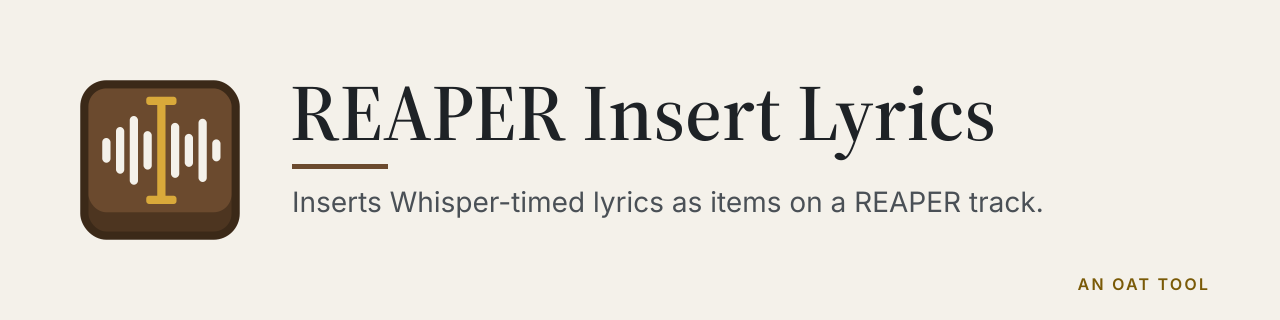 REAPER Insert Lyrics
Inserts Whisper-timed lyrics as items on a REAPER track.
AN OAT TOOL